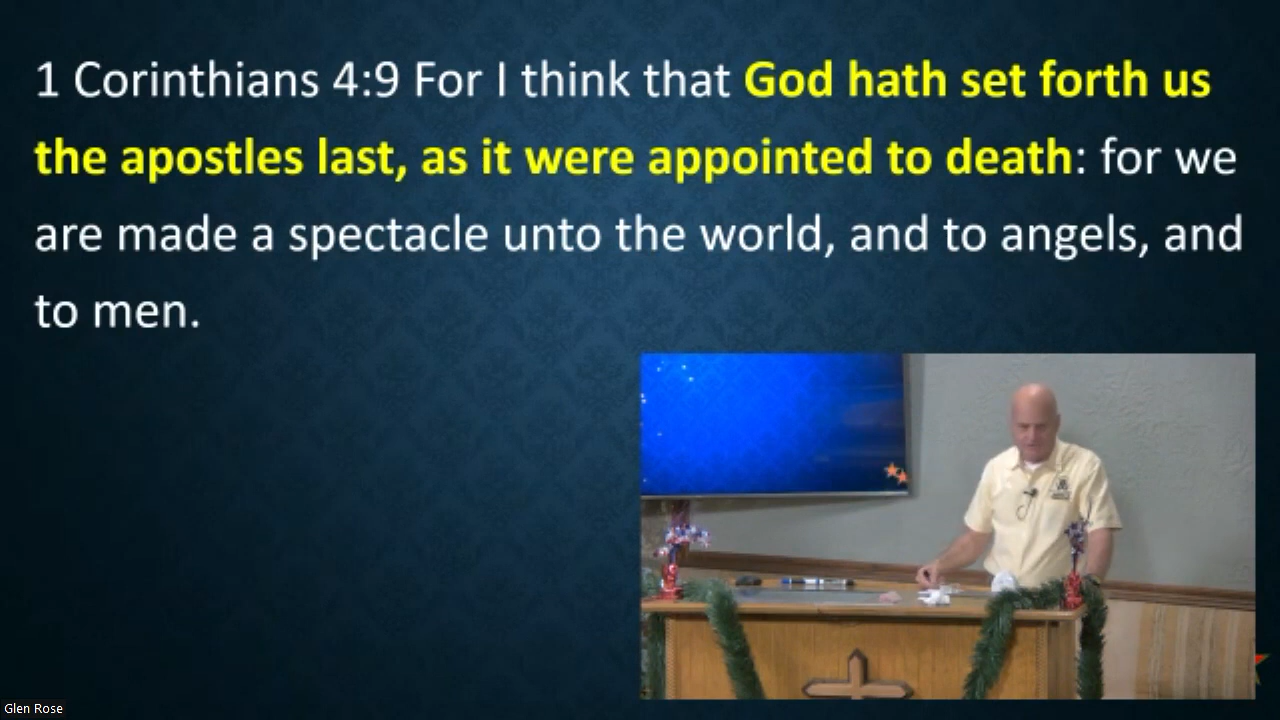 1 Corinthians 4:9 For I think that God hath set forth us
the apostles last, as it were appointed to death: for we
are made a spectacle unto the world, and to angels, and
to men.
Glen Rose